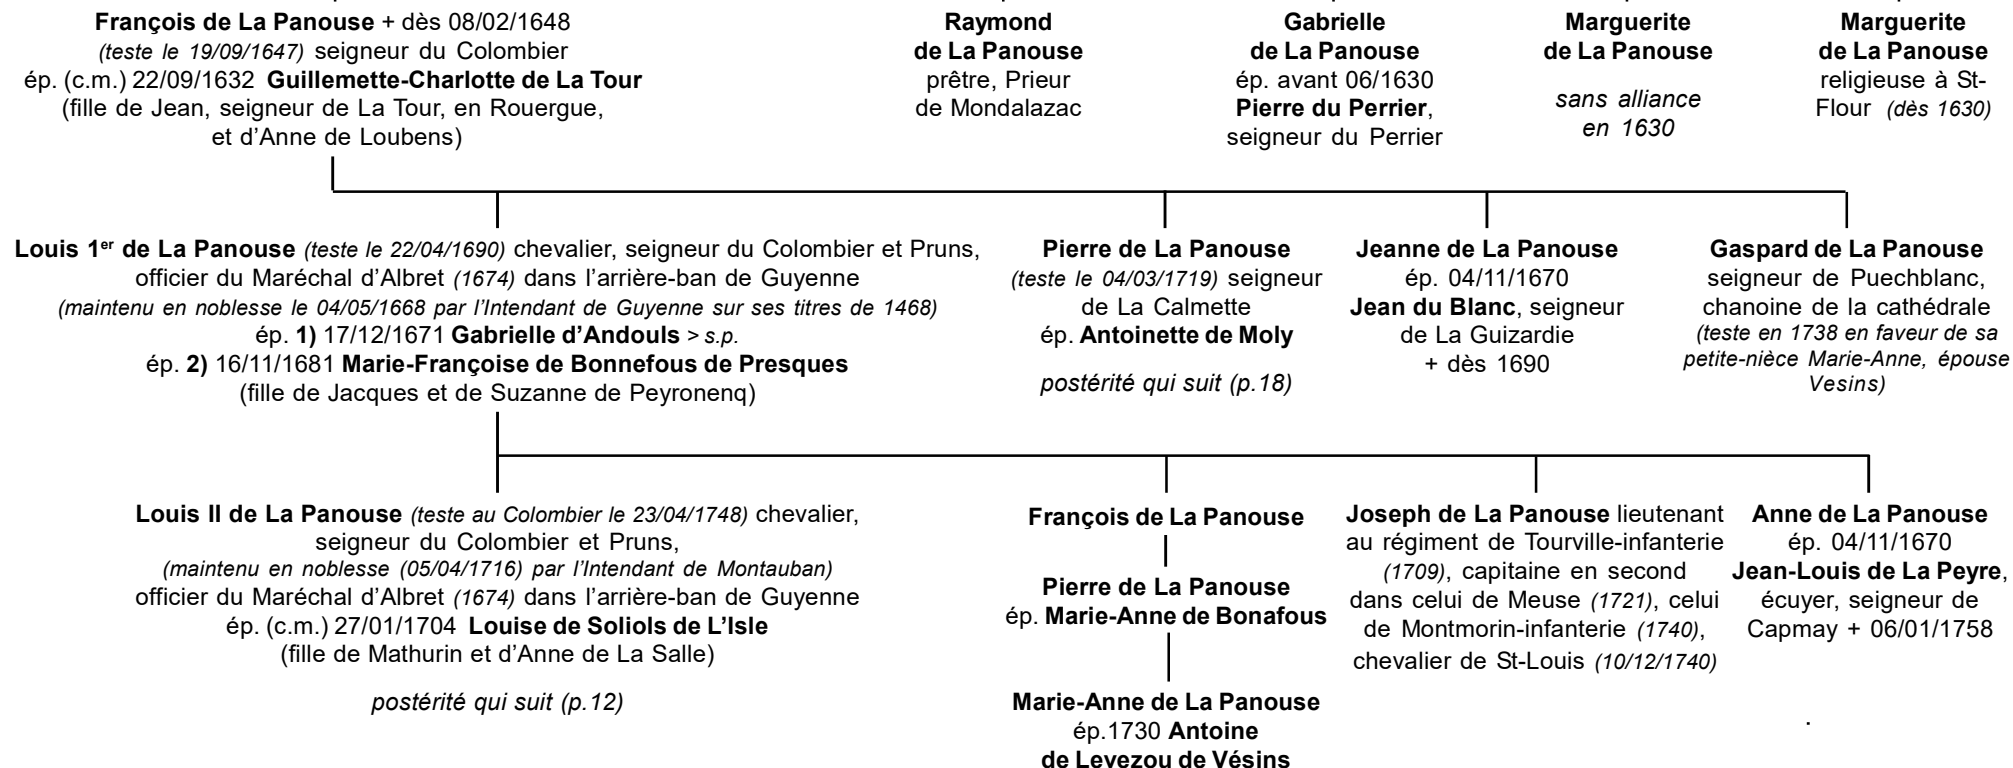 François de La Panouse + dès 08/02/1648
(teste le 19/09/1647) seigneur du Colombier
ép. (c.m.) 22/09/1632 Guillemette-Charlotte de La Tour
(fille de Jean, seigneur de La Tour, en Rouergue,
et d'Anne de Loubens)
Raymond
de La Panouse
prêtre, Prieur
de Mondalazac
Gabrielle
de La Panouse
ép. avant 06/1630
Pierre du Perrier,
seigneur du Perrier
Marguerite
de La Panouse
sans alliance
en 1630
Marguerite
de La Panouse
religieuse à St-
Flour (dès 1630)
Louis 1er de La Panouse (teste le 22/04/1690) chevalier, seigneur du Colombier et Pruns,
officier du Maréchal d'Albret (1674) dans l'arrière-ban de Guyenne
(maintenu en noblesse le 04/05/1668 par l'Intendant de Guyenne sur ses titres de 1468)
ép. 1) 17/12/1671 Gabrielle d'Andouls > s.p.
ép. 2) 16/11/1681 Marie-Françoise de Bonnefous de Presques
(fille de Jacques et de Suzanne de Peyronenq)
Pierre de La Panouse
(teste le 04/03/1719) seigneur
de La Calmette
ép. Antoinette de Moly
postérité qui suit (p.18)
Jeanne de La Panouse
ép. 04/11/1670
Jean du Blanc, seigneur
de La Guizardie
+ dès 1690
Gaspard de La Panouse
seigneur de Puechblanc,
chanoine de la cathédrale
(teste en 1738 en faveur de sa
petite-nièce Marie-Anne, épouse
Vesins)
Louis II de La Panouse (teste au Colombier le 23/04/1748) chevalier,
seigneur du Colombier et Pruns,
(maintenu en noblesse (05/04/1716) par l'Intendant de Montauban)
officier du Maréchal d'Albret (1674) dans l'arrière-ban de Guyenne
ép. (c.m.) 27/01/1704 Louise de Soliols de L'Isle
(fille de Mathurin et d'Anne de La Salle)
postérité qui suit (p.12)
François de La Panouse
Pierre de La Panouse
ép. Marie-Anne de Bonafous
Marie-Anne de La Panouse
ép.1730 Antoine
de Levezou de Vésins
Joseph de La Panouse lieutenant
au régiment de Tourville-infanterie
(1709), capitaine en second
dans celui de Meuse (1721), celui
de Montmorin-infanterie (1740),
chevalier de St-Louis (10/12/1740)
Anne de La Panouse
ép. 04/11/1670
Jean-Louis de La Peyre,
écuyer, seigneur de
Capmay + 06/01/1758
.